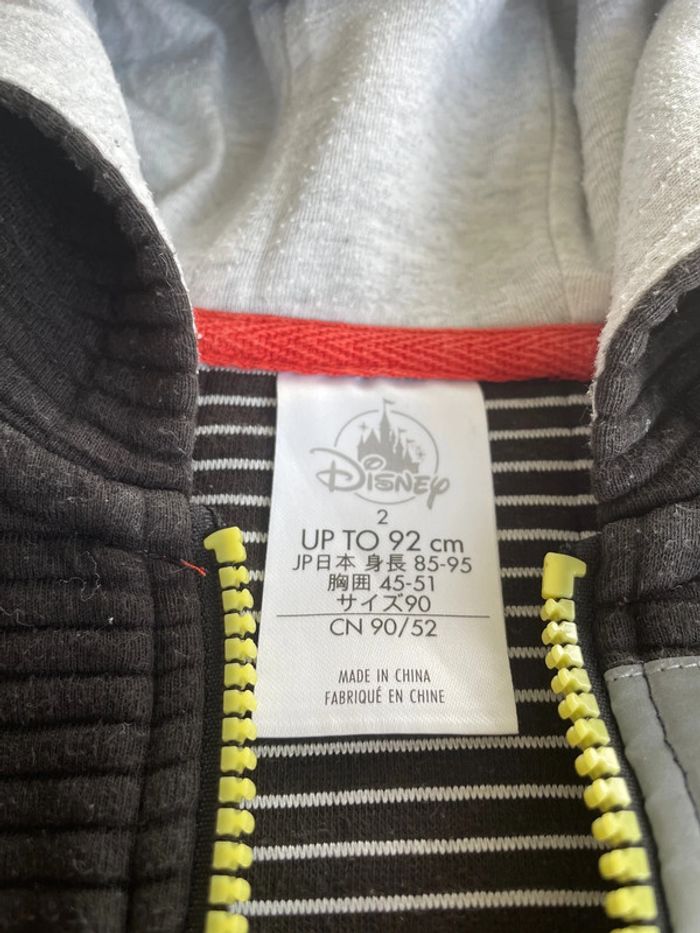 Disney
2
UP TO 92 cm
JP日本 身長 85-95
胸囲 45-51
サイズ90
CN 90/52
MADE IN CHINA
FABRIQUÉ EN CHINE